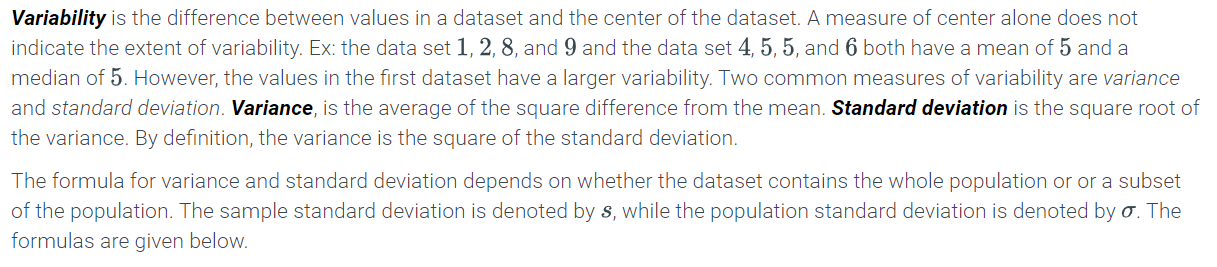 Variability is the difference between values in a dataset and the center of the dataset. A measure of center alone does not
indicate the extent of variability. Ex: the data set 1, 2, 8, and 9 and the data set 4, 5, 5, and 6 both have a mean of 5 and a
median of 5. However, the values in the first dataset have a larger variability. Two common measures of variability are variance
and standard deviation. Variance, is the average of the square difference from the mean. Standard deviation is the square root of
the variance. By definition, the variance is the square of the standard deviation.
The formula for variance and standard deviation depends on whether the dataset contains the whole population or or a subset
of the population. The sample standard deviation is denoted by s, while the population standard deviation is denoted by σ. The
formulas are given below.